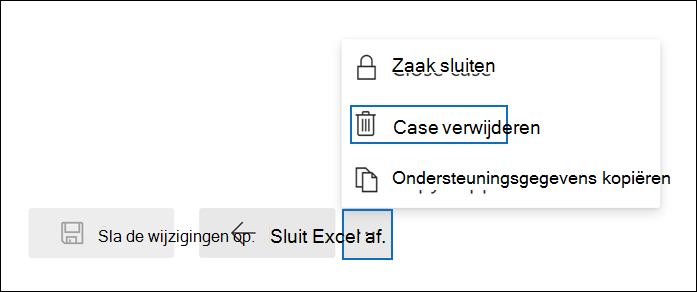 Zaak sluiten
Case verwijderen
Ondersteuningsgegevens kopiëren
Sla de wijzigingen op.
Sluit Excel af.